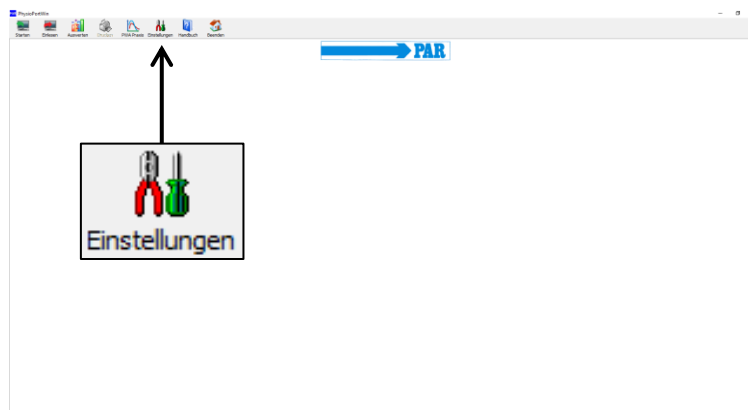 PhysioPortWin
Starten Einlesen Auswerten Drucken PWA Praxis Einstellungen Handbuch Beenden
PAR
Einstellungen